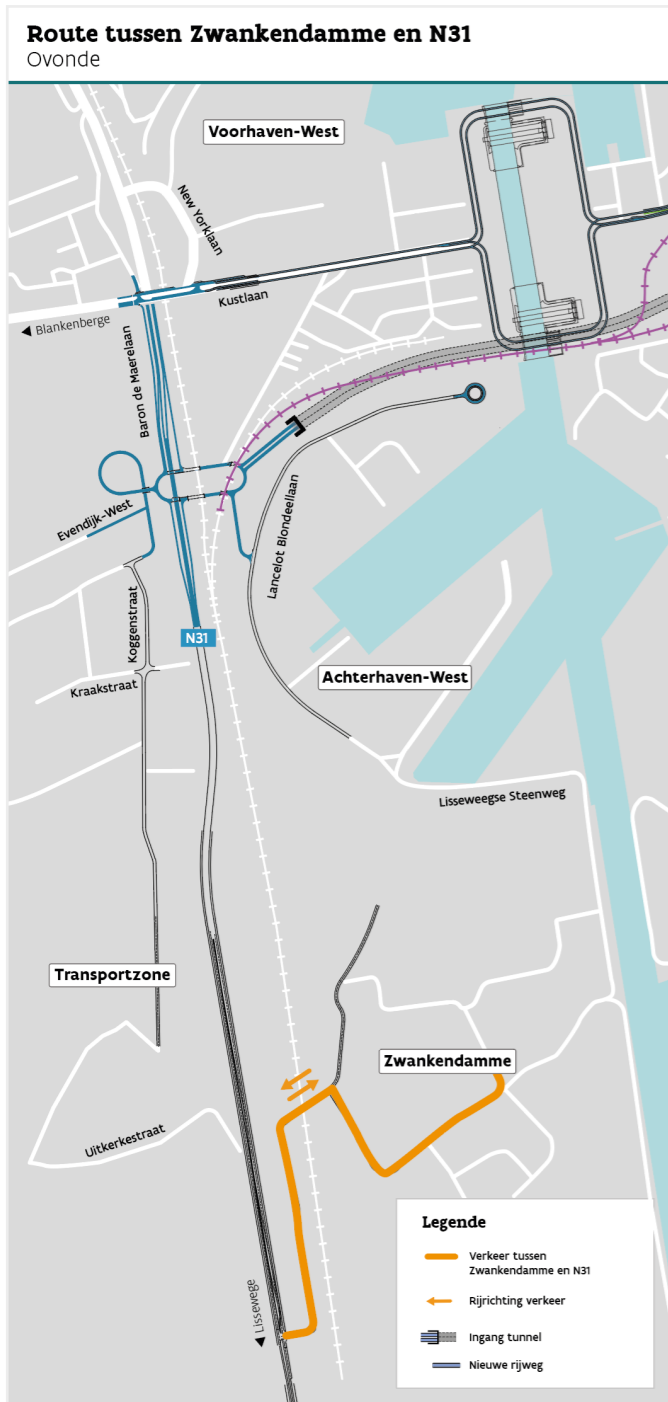 Route tussen Zwankendamme en N31
Ovonde
Voorhaven-West
New Yorklaan
Kustlaan
Blankenberge
Baron de Maerelaan
Evendijk-West
Lancelot Blondeellaan
Koggenstraat
N31
Kraakstraat
Achterhaven-West
Lisseweegse Steenweg
Transportzone
Zwankendamme
Uitkerkestraat
Lissewege
Legende
Verkeer tussen
Zwankendamme en N31
Rijrichting verkeer
Ingang tunnel
Nieuwe rijweg